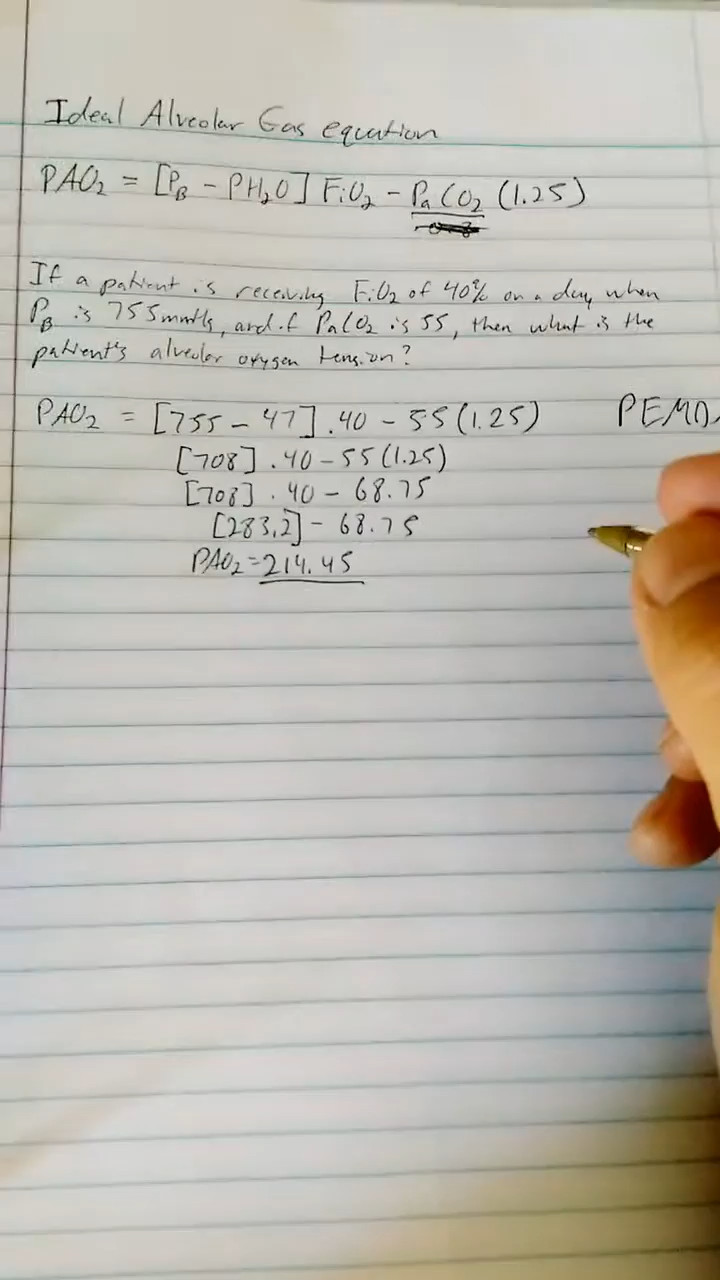 Ideal Alveolar Gas equation
PAO₂ = [P_B - PH₂O] FiO₂ - PaCO₂ (1.25)
If a patient is receiving FiO₂ of 40% on a day when
P_B is 755mmHg, and if PaCO₂ is 55, then what is the
patient's alveolar oxygen tension?
PAO₂ = [755 - 47] .40 - 55 (1.25) PEMD
[708] .40 - 55 (1.25)
[708] .40 - 68.75
[283.2] - 68.75
PAO₂ = 214.45